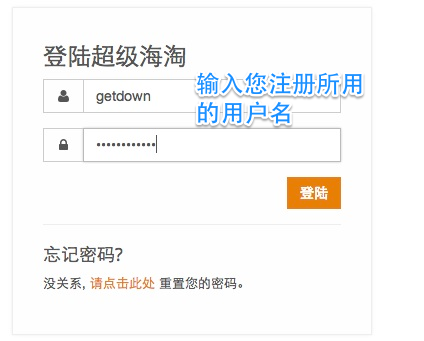 登陆超级海淘
getdown
输入您注册所用
的用户名
••••••••••••
登陆
忘记密码?
没关系, 请点击此处 重置您的密码。